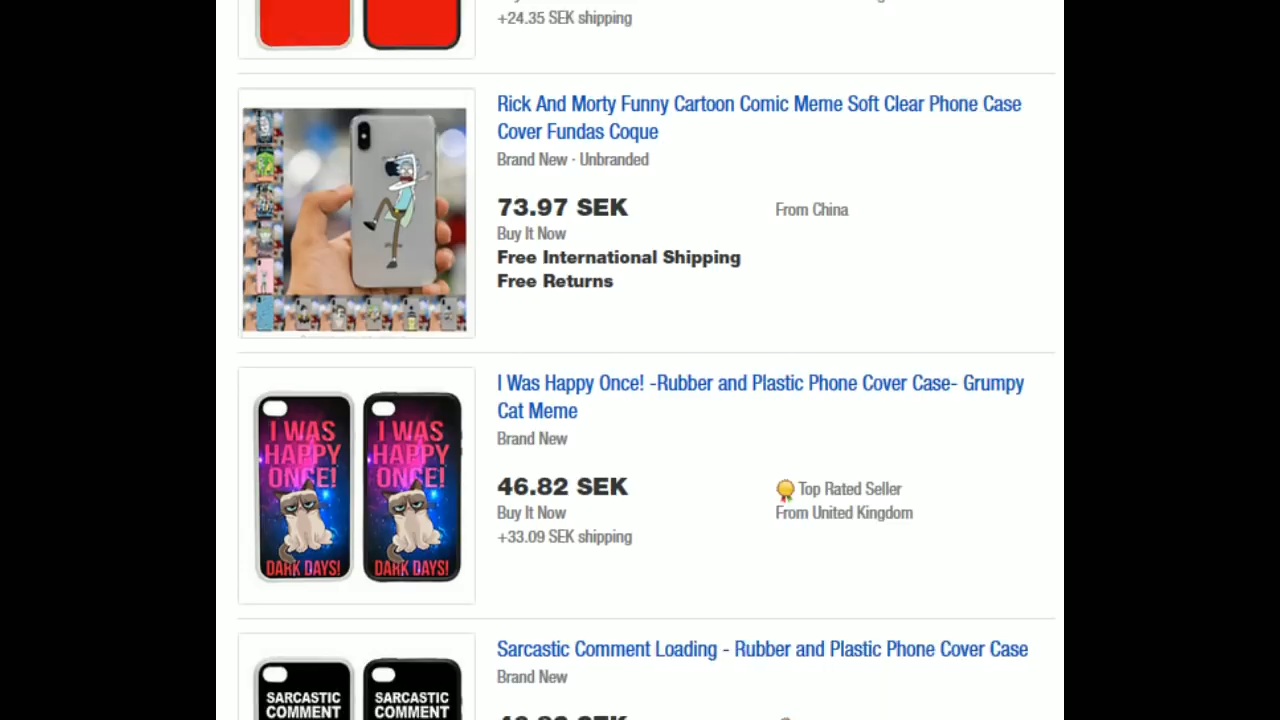 +24.35 SEK shipping
Rick And Morty Funny Cartoon Comic Meme Soft Clear Phone Case
Cover Fundas Coque
Brand New · Unbranded
73.97 SEK
From China
Buy It Now
Free International Shipping
Free Returns
I Was Happy Once! -Rubber and Plastic Phone Cover Case- Grumpy
Cat Meme
Brand New
46.82 SEK
Top Rated Seller
Buy It Now
From United Kingdom
+33.09 SEK shipping
I WAS
HAPPY
ONCE!
DARK DAYS!
I WAS
HAPPY
ONCE!
DARK DAYS!
Sarcastic Comment Loading - Rubber and Plastic Phone Cover Case
Brand New
SARCASTIC
COMMENT
SARCASTIC
COMMENT